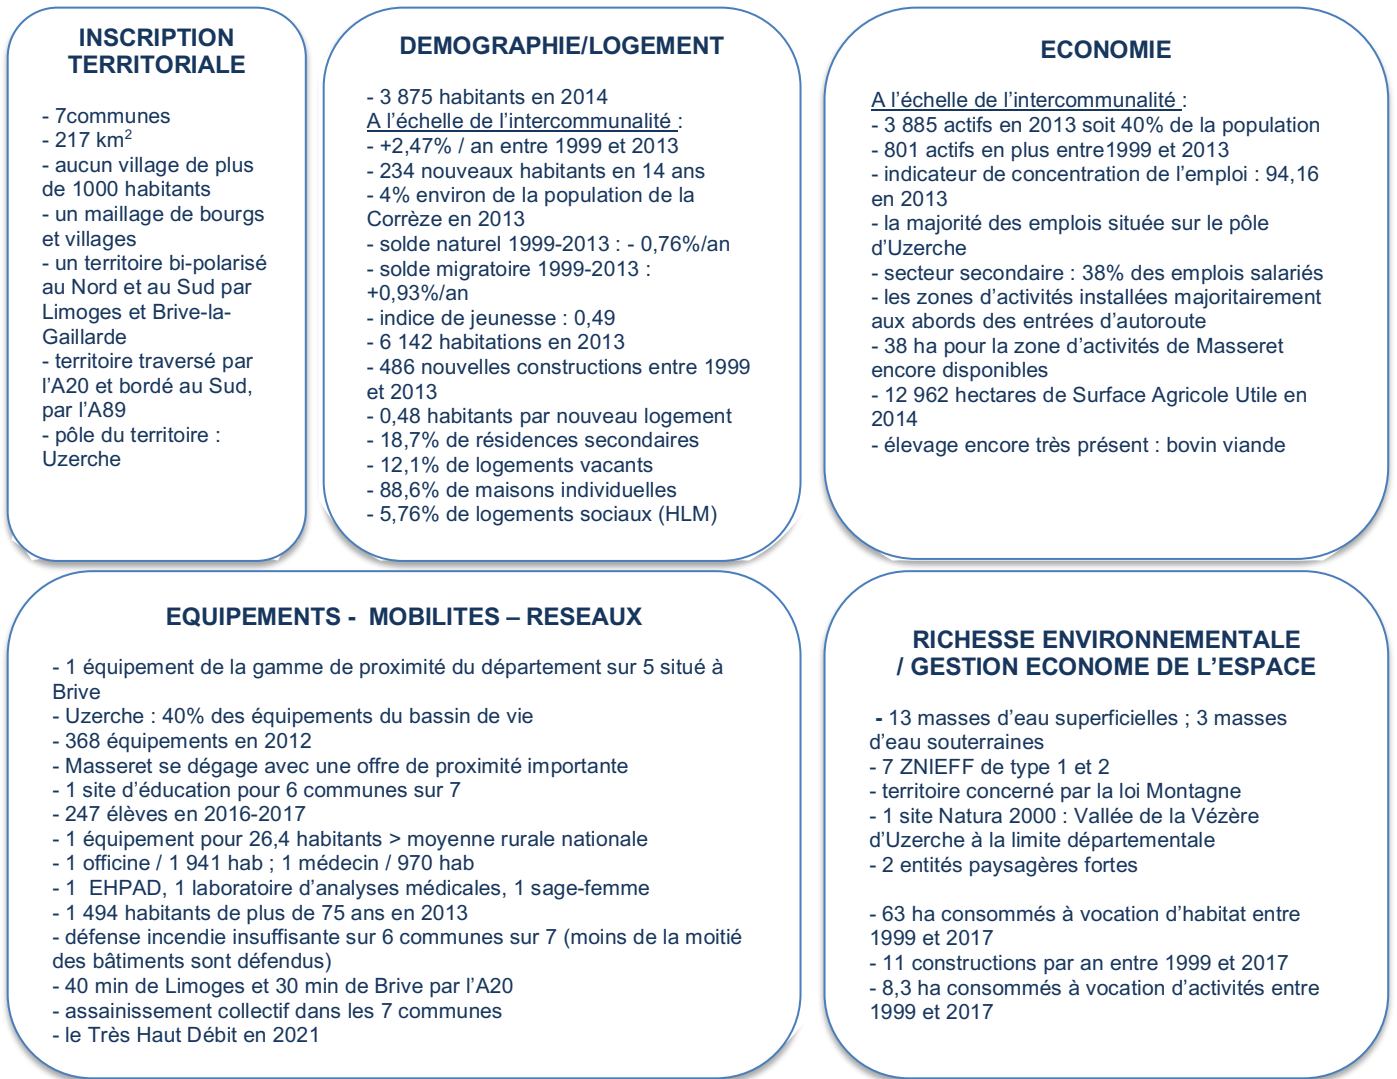 INSCRIPTION
TERRITORIALE
- 7communes
- 217 km²
- aucun village de plus
de 1000 habitants
- un maillage de bourgs
et villages
- un territoire bi-polarisé
au Nord et au Sud par
Limoges et Brive-la-
Gaillarde
- territoire traversé par
l'A20 et bordé au Sud,
par l'A89
- pôle du territoire :
Uzerche
DEMOGRAPHIE/LOGEMENT
- 3 875 habitants en 2014
A l'échelle de l'intercommunalité :
- +2,47% / an entre 1999 et 2013
- 234 nouveaux habitants en 14 ans
- 4% environ de la population de la
Corrèze en 2013
- solde naturel 1999-2013 : - 0,76%/an
- solde migratoire 1999-2013 :
+0,93%/an
- indice de jeunesse : 0,49
- 6 142 habitations en 2013
- 486 nouvelles constructions entre 1999
et 2013
- 0,48 habitants par nouveau logement
- 18,7% de résidences secondaires
- 12,1% de logements vacants
- 88,6% de maisons individuelles
- 5,76% de logements sociaux (HLM)
ECONOMIE
A l'échelle de l'intercommunalité :
- 3 885 actifs en 2013 soit 40% de la population
- 801 actifs en plus entre1999 et 2013
- indicateur de concentration de l'emploi : 94,16
en 2013
- la majorité des emplois située sur le pôle
d'Uzerche
- secteur secondaire : 38% des emplois salariés
- les zones d'activités installées majoritairement
aux abords des entrées d'autoroute
- 38 ha pour la zone d'activités de Masseret
encore disponibles
- 12 962 hectares de Surface Agricole Utile en
2014
- élevage encore très présent : bovin viande
EQUIPEMENTS - MOBILITES – RESEAUX
- 1 équipement de la gamme de proximité du département sur 5 situé à
Brive
- Uzerche : 40% des équipements du bassin de vie
- 368 équipements en 2012
- Masseret se dégage avec une offre de proximité importante
- 1 site d'éducation pour 6 communes sur 7
- 247 élèves en 2016-2017
- 1 équipement pour 26,4 habitants > moyenne rurale nationale
- 1 officine / 1 941 hab ; 1 médecin / 970 hab
- 1 EHPAD, 1 laboratoire d'analyses médicales, 1 sage-femme
- 1 494 habitants de plus de 75 ans en 2013
- défense incendie insuffisante sur 6 communes sur 7 (moins de la moitié
des bâtiments sont défendus)
- 40 min de Limoges et 30 min de Brive par l'A20
- assainissement collectif dans les 7 communes
- le Très Haut Débit en 2021
RICHESSE ENVIRONNEMENTALE
/ GESTION ECONOME DE L'ESPACE
- 13 masses d'eau superficielles ; 3 masses
d'eau souterraines
- 7 ZNIEFF de type 1 et 2
- territoire concerné par la loi Montagne
- 1 site Natura 2000 : Vallée de la Vézère
d'Uzerche à la limite départementale
- 2 entités paysagères fortes
- 63 ha consommés à vocation d'habitat entre
1999 et 2017
- 11 constructions par an entre 1999 et 2017
- 8,3 ha consommés à vocation d'activités entre
1999 et 2017